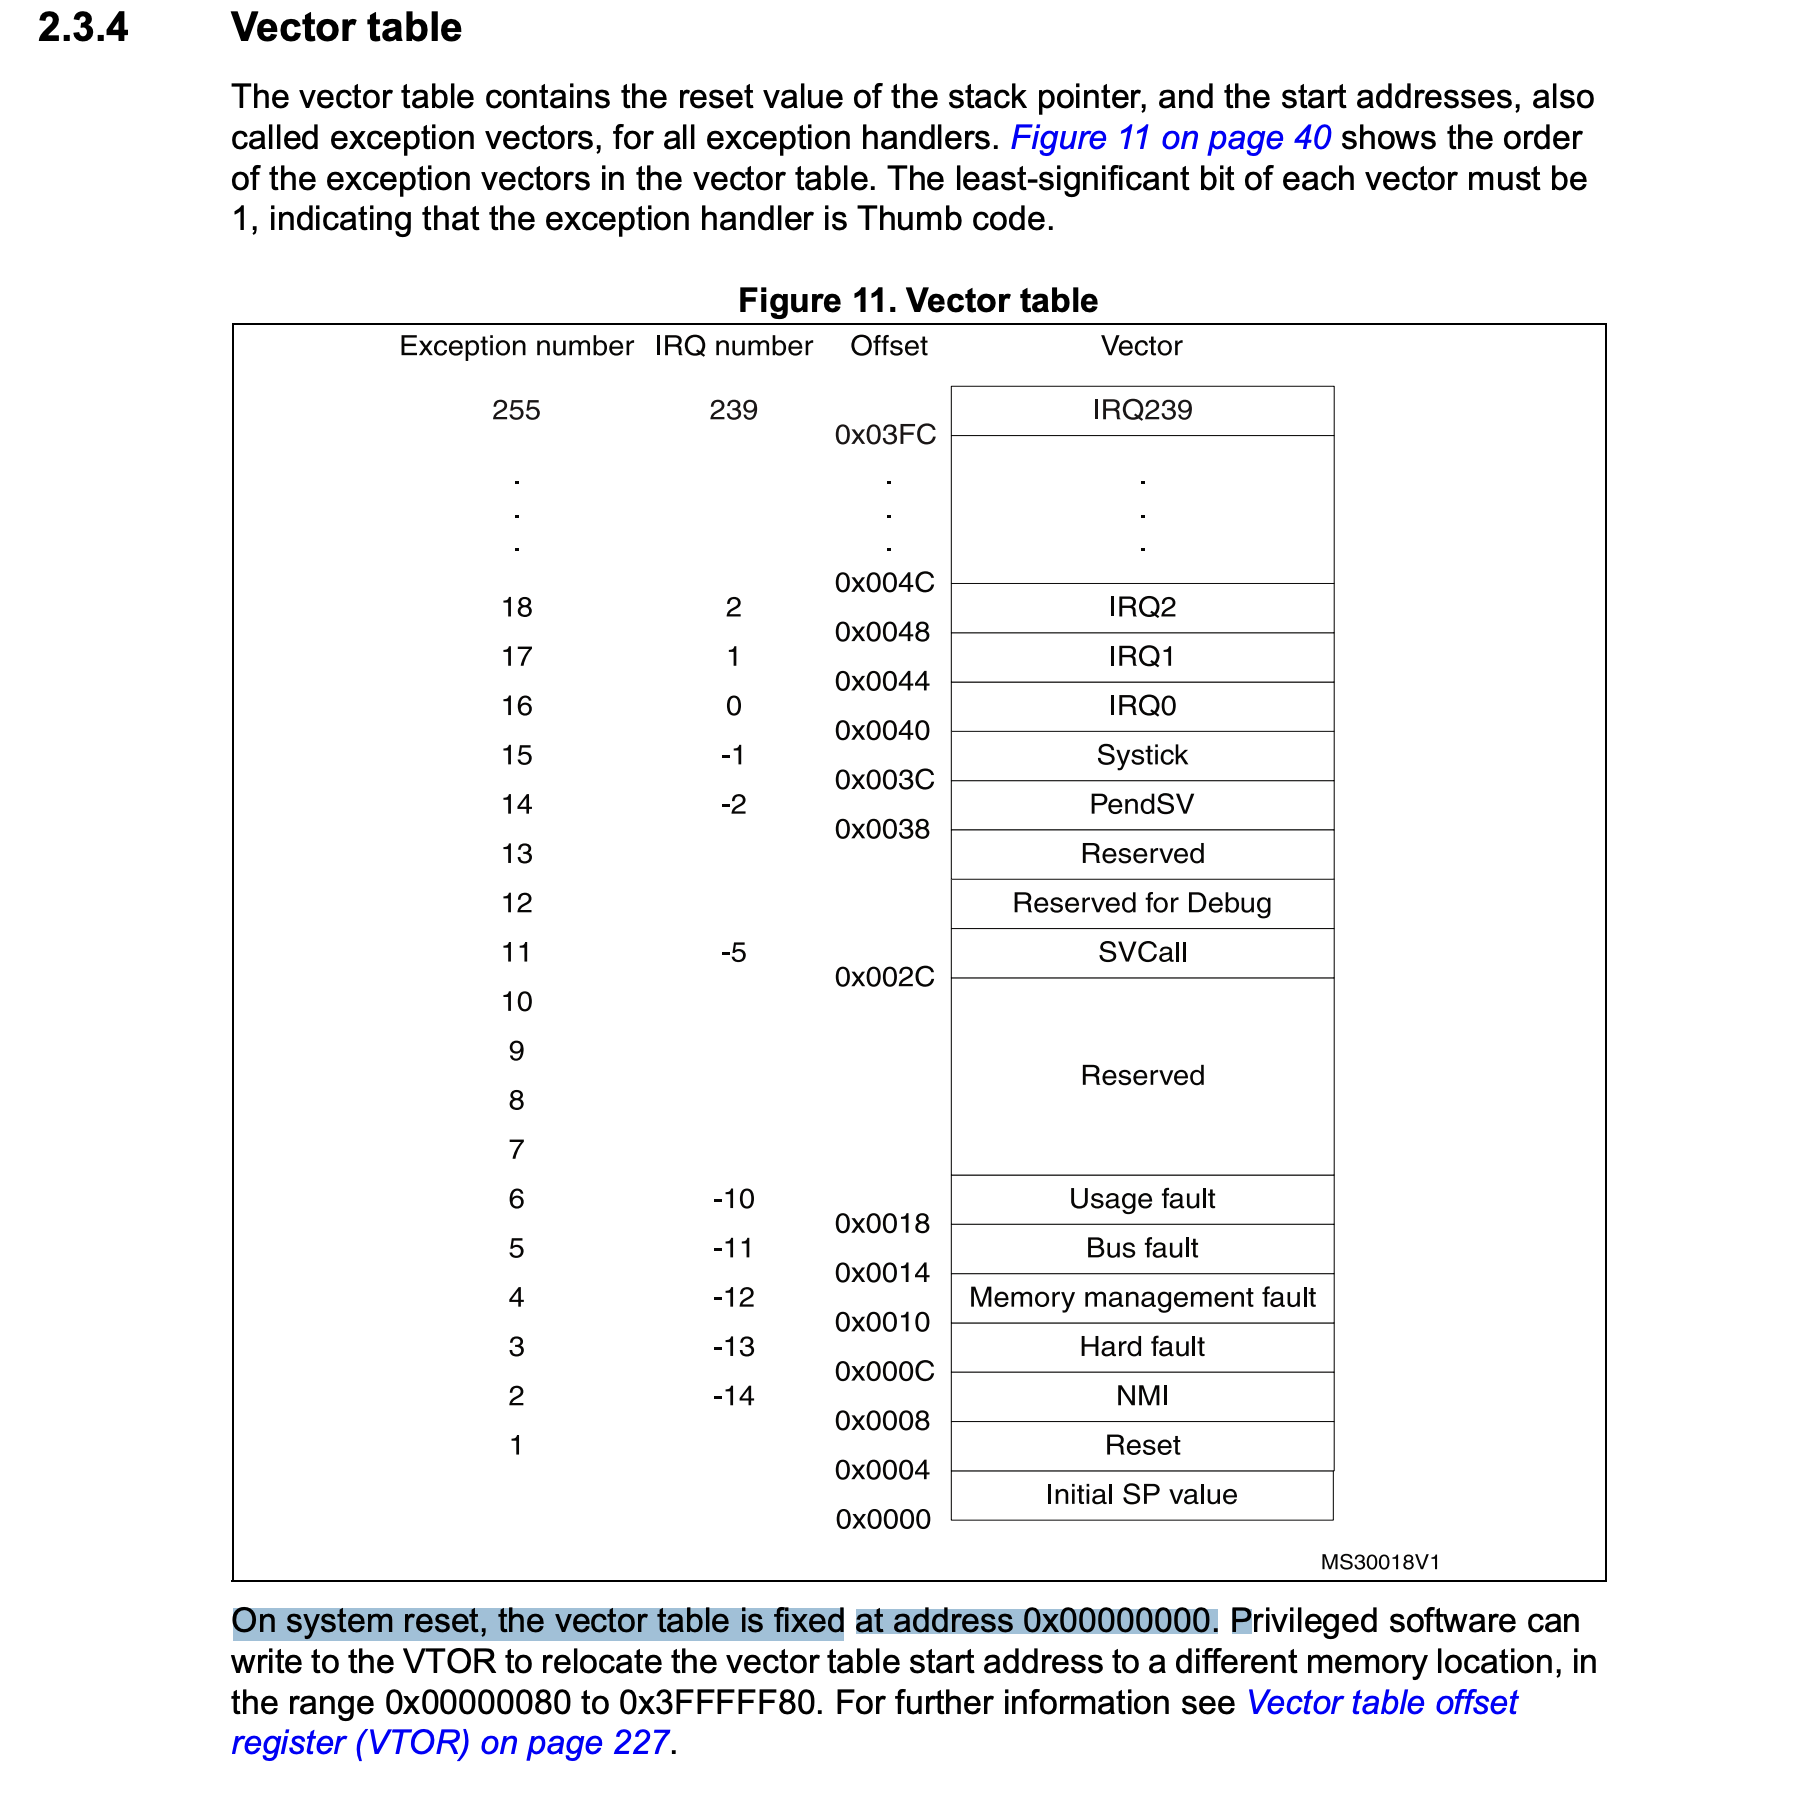 2.3.4 Vector table
The vector table contains the reset value of the stack pointer, and the start addresses, also
called exception vectors, for all exception handlers. Figure 11 on page 40 shows the order
of the exception vectors in the vector table. The least-significant bit of each vector must be
1, indicating that the exception handler is Thumb code.
Figure 11. Vector table
Exception number IRQ number Offset Vector
255 239 IRQ239
0x03FC
. . .
. . .
. . .
0x004C
18 2 IRQ2
0x0048
17 1 IRQ1
0x0044
16 0 IRQ0
0x0040
15 -1 Systick
0x003C
14 -2 PendSV
0x0038
13 Reserved
12 Reserved for Debug
11 -5 SVCall
0x002C
10
9
Reserved
8
7
6 -10 Usage fault
0x0018
5 -11 Bus fault
0x0014
4 -12 Memory management fault
0x0010
3 -13 Hard fault
0x000C
2 -14 NMI
0x0008
1 Reset
0x0004
Initial SP value
0x0000
MS30018V1
On system reset, the vector table is fixed at address 0x00000000. Privileged software can
write to the VTOR to relocate the vector table start address to a different memory location, in
the range 0x00000080 to 0x3FFFFF80. For further information see Vector table offset
register (VTOR) on page 227.